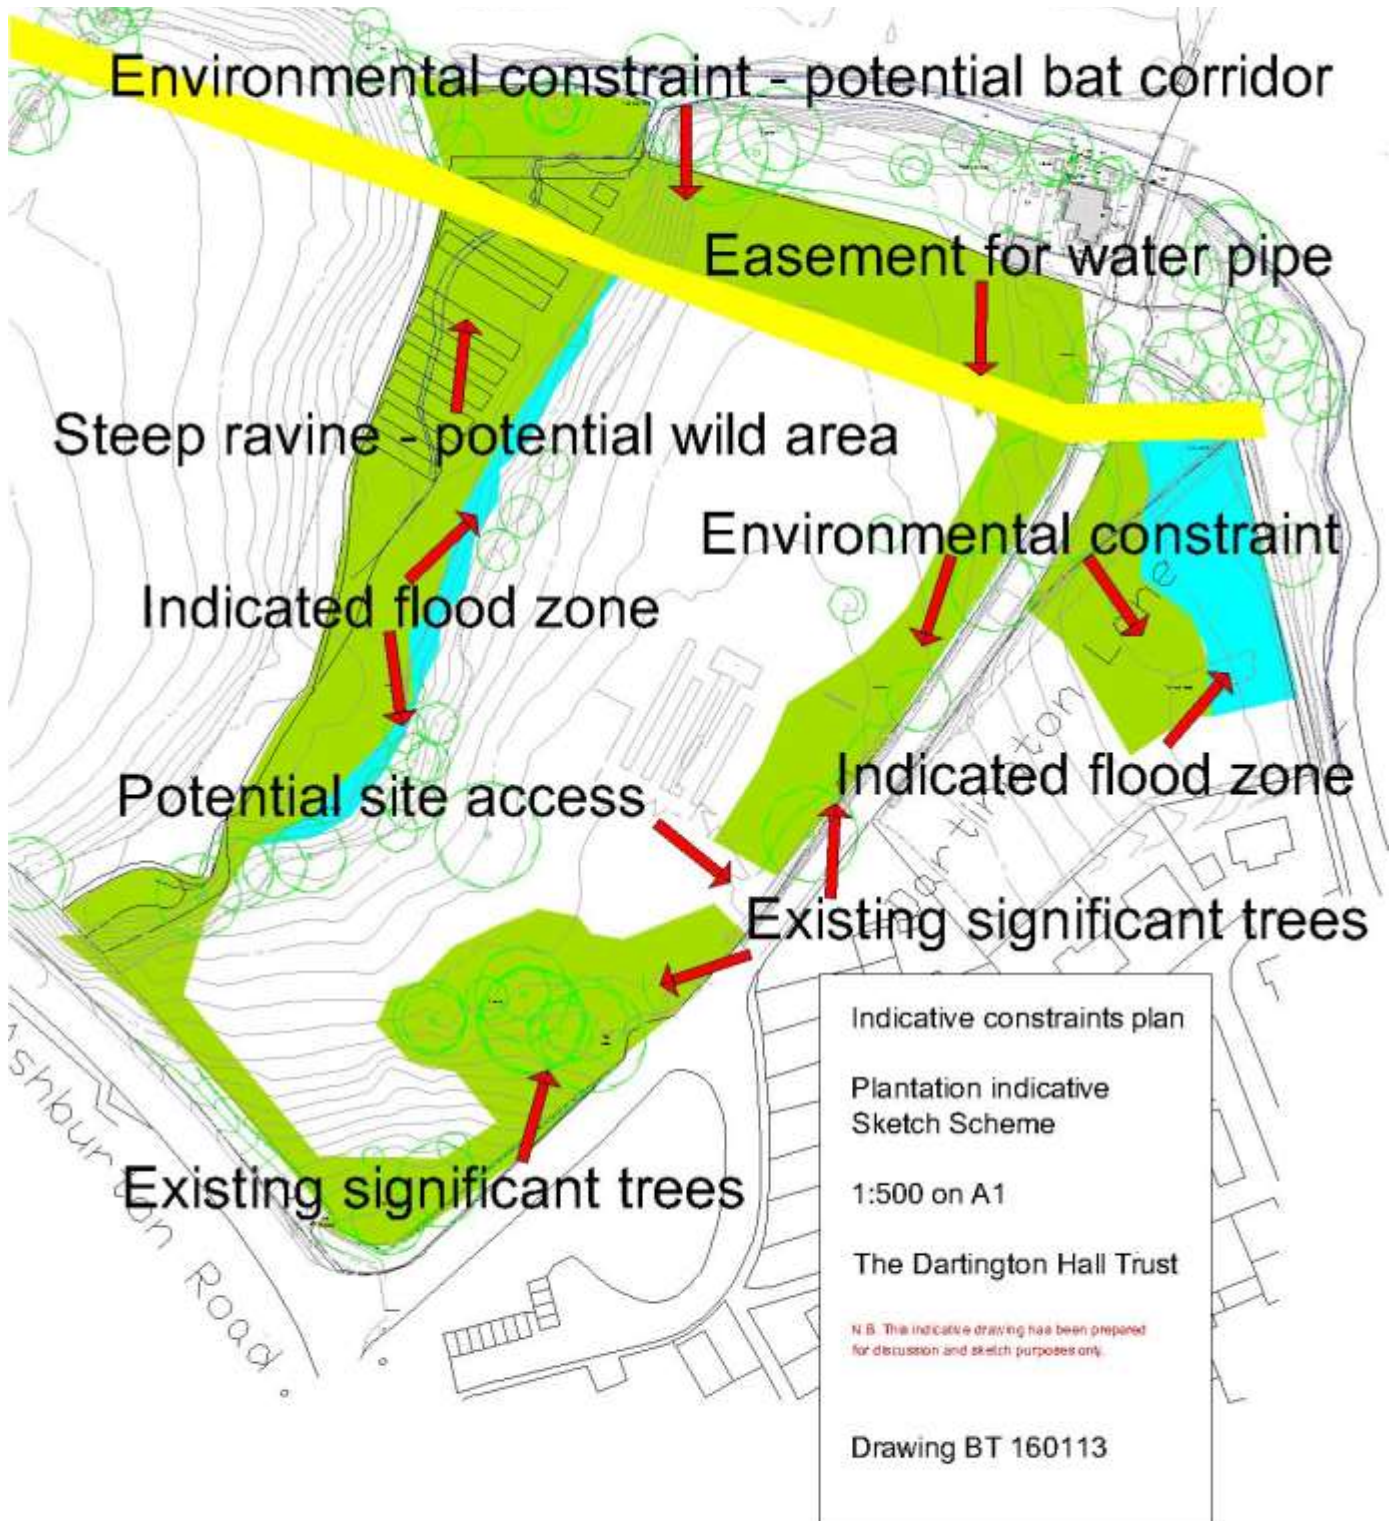 Environmental constraint - potential bat corridor
Easement for water pipe
Steep ravine - potential wild area
Environmental constraint
Indicated flood zone
Lane
Martlington
Potential site access
Indicated flood zone
Existing significant trees
Existing significant trees
Ashburton Road
Indicative constraints plan
Plantation indicative
Sketch Scheme
1:500 on A1
The Dartington Hall Trust
N.B. This indicative drawing has been prepared
for discussion and sketch purposes only.
Drawing BT 160113